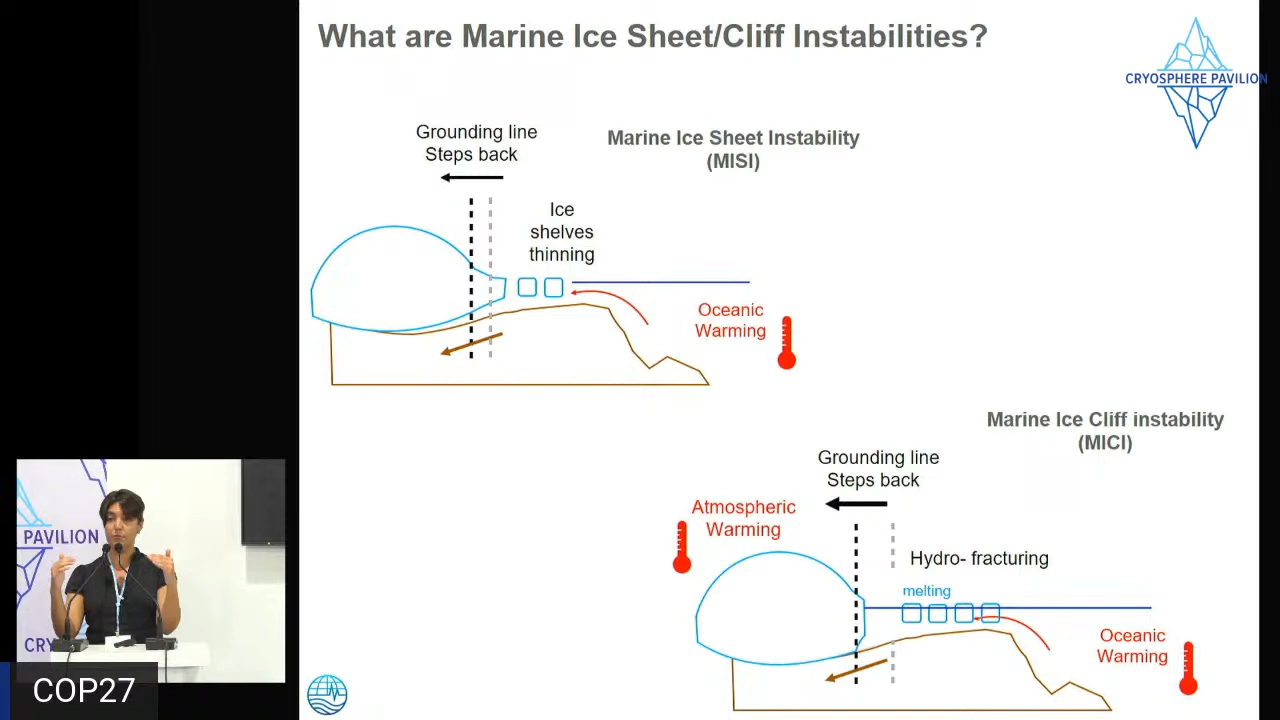 What are Marine Ice Sheet/Cliff Instabilities?
CRYOSPHERE PAVILION
Grounding line
Steps back
Marine Ice Sheet Instability
(MISI)
Ice
shelves
thinning
Oceanic
Warming
Marine Ice Cliff instability
(MICI)
Grounding line
Steps back
Atmospheric
Warming
Hydro- fracturing
melting
Oceanic
Warming
PAVILION
CRY
COP27